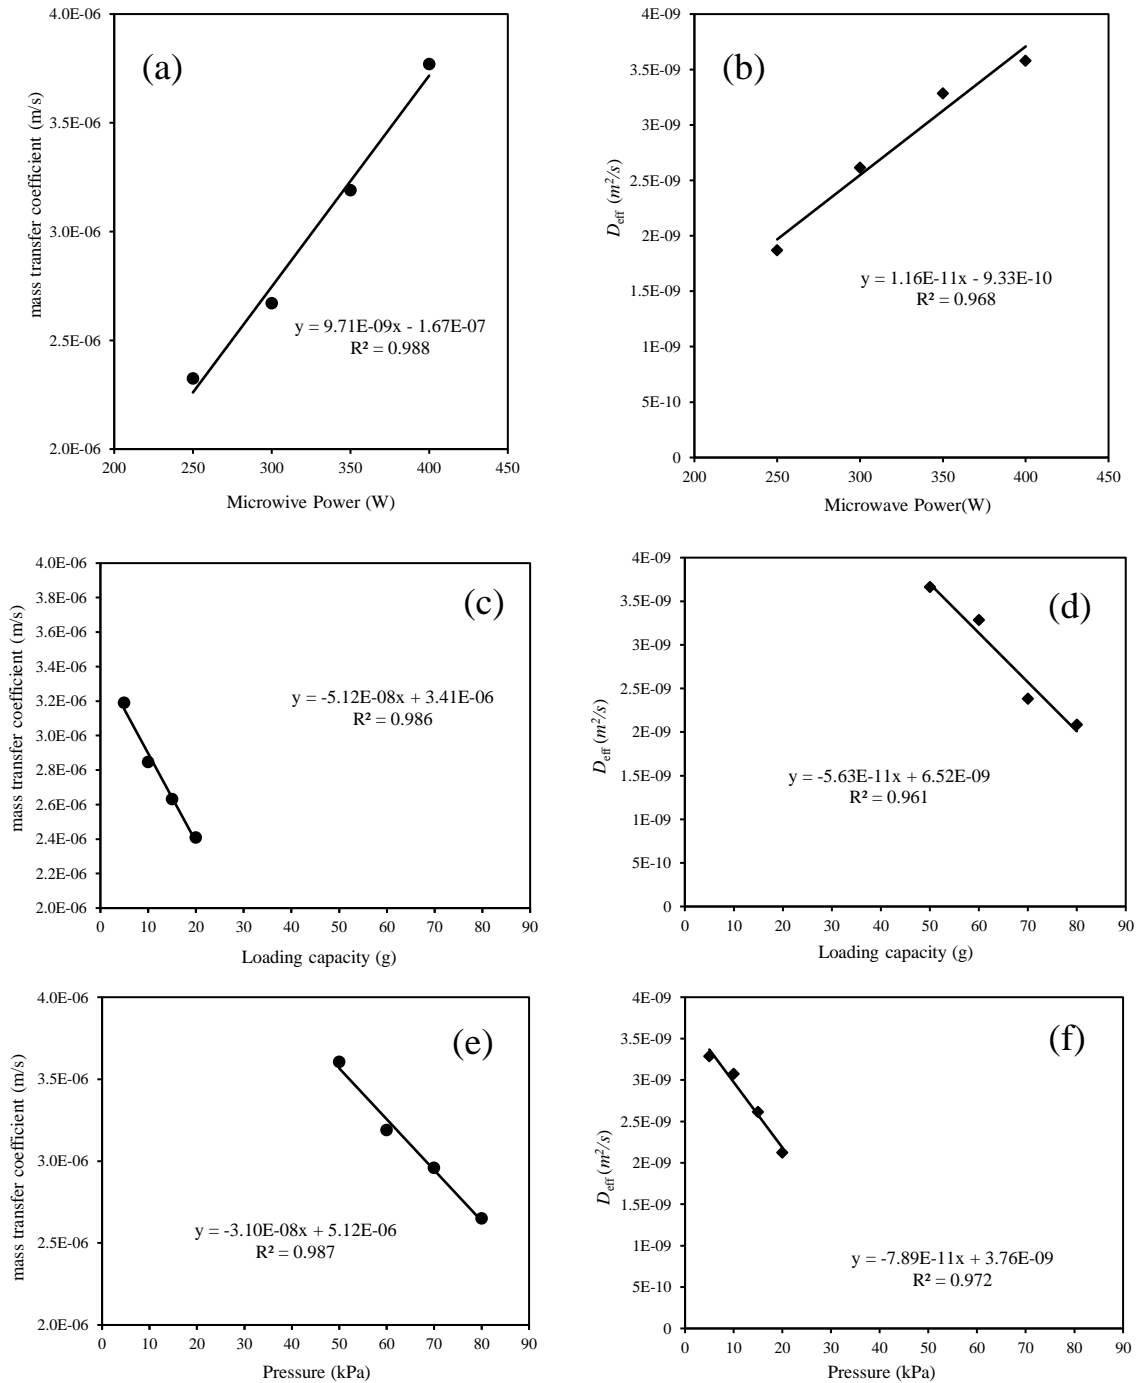 (a)
mass transfer coefficient (m/s)
4.0E-06
3.5E-06
3.0E-06
2.5E-06
2.0E-06
y = 9.71E-09x - 1.67E-07
R² = 0.988
200 250 300 350 400 450
Microwive Power (W)
(b)
D_eff (m²/s)
4E-09
3.5E-09
3E-09
2.5E-09
2E-09
1.5E-09
1E-09
5E-10
0
y = 1.16E-11x - 9.33E-10
R² = 0.968
200 250 300 350 400 450
Microwave Power(W)
(c)
mass transfer coefficient (m/s)
4.0E-06
3.8E-06
3.6E-06
3.4E-06
3.2E-06
3.0E-06
2.8E-06
2.6E-06
2.4E-06
2.2E-06
2.0E-06
y = -5.12E-08x + 3.41E-06
R² = 0.986
0 10 20 30 40 50 60 70 80 90
Loading capacity (g)
(d)
D_eff (m²/s)
4E-09
3.5E-09
3E-09
2.5E-09
2E-09
1.5E-09
1E-09
5E-10
0
y = -5.63E-11x + 6.52E-09
R² = 0.961
0 10 20 30 40 50 60 70 80 90
Loading capacity (g)
(e)
mass transfer coefficient (m/s)
4.0E-06
3.5E-06
3.0E-06
2.5E-06
2.0E-06
y = -3.10E-08x + 5.12E-06
R² = 0.987
0 10 20 30 40 50 60 70 80 90
Pressure (kPa)
(f)
D_eff (m²/s)
4E-09
3.5E-09
3E-09
2.5E-09
2E-09
1.5E-09
1E-09
5E-10
0
y = -7.89E-11x + 3.76E-09
R² = 0.972
0 10 20 30 40 50 60 70 80 90
Pressure (kPa)